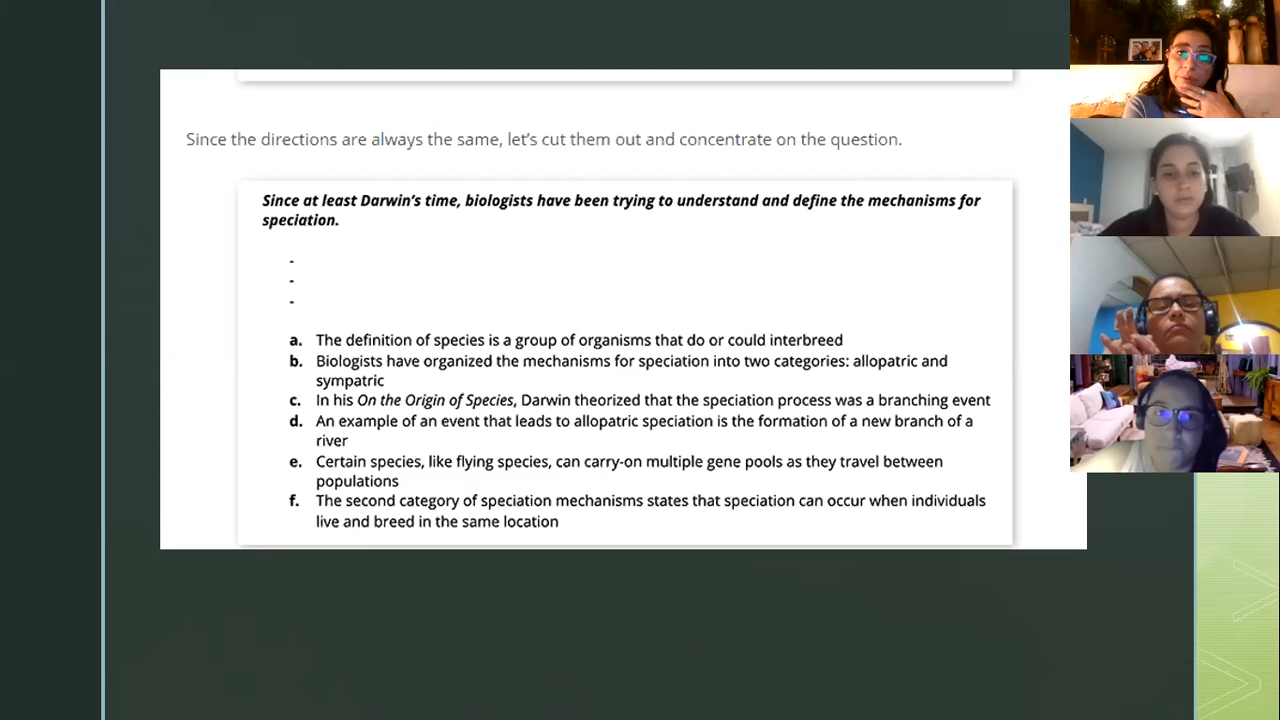 Since the directions are always the same, let's cut them out and concentrate on the question.
Since at least Darwin's time, biologists have been trying to understand and define the mechanisms for
speciation.
-
-
-
a. The definition of species is a group of organisms that do or could interbreed
b. Biologists have organized the mechanisms for speciation into two categories: allopatric and
sympatric
c. In his On the Origin of Species, Darwin theorized that the speciation process was a branching event
d. An example of an event that leads to allopatric speciation is the formation of a new branch of a
river
e. Certain species, like flying species, can carry-on multiple gene pools as they travel between
populations
f. The second category of speciation mechanisms states that speciation can occur when individuals
live and breed in the same location